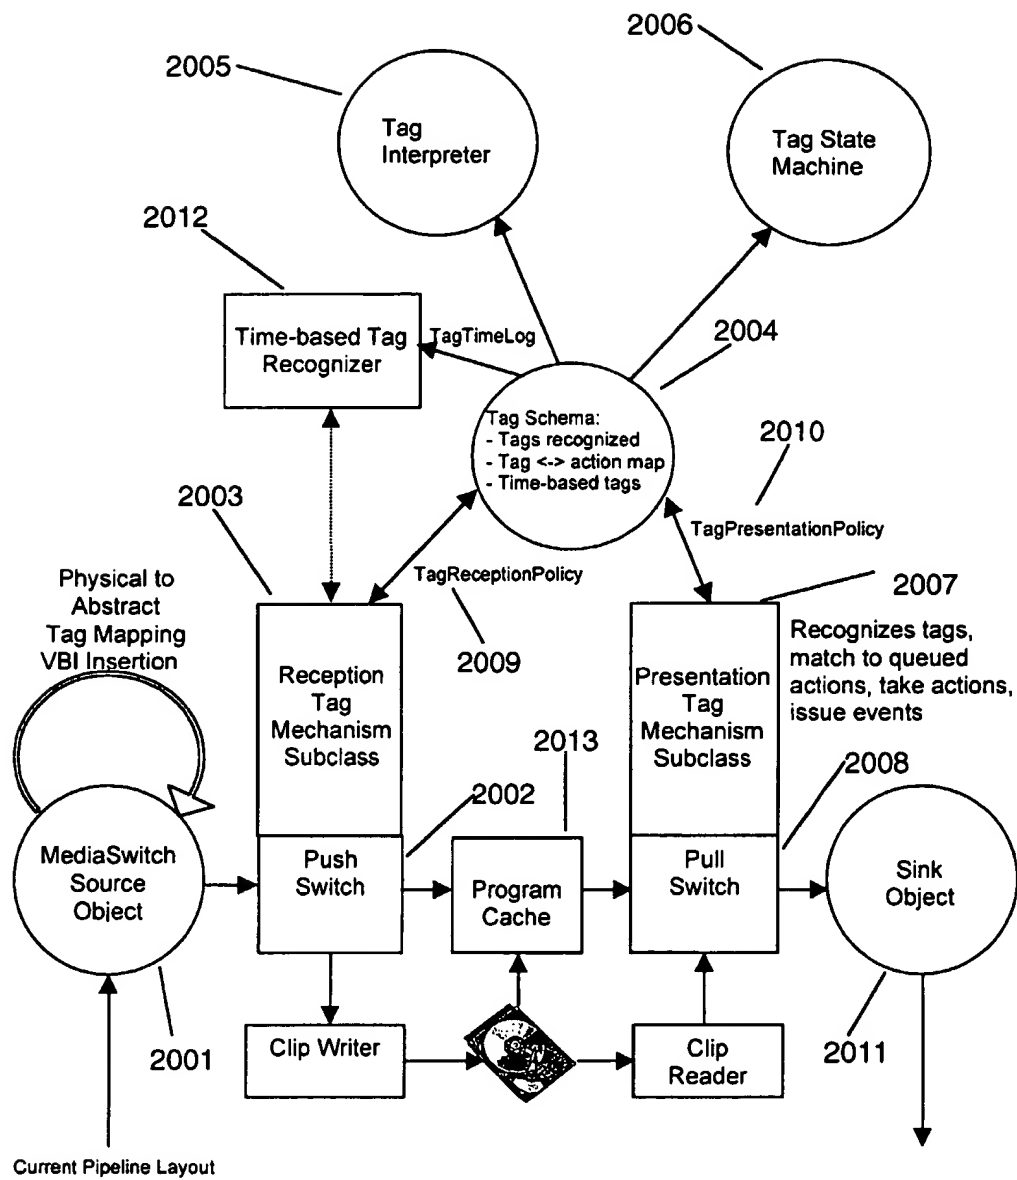 2006
2005
Tag
Interpreter
Tag State
Machine
2012
Time-based Tag
Recognizer
TagTimeLog
2004
Tag Schema:
- Tags recognized
- Tag <-> action map
- Time-based tags
2010
2003
TagPresentationPolicy
TagReceptionPolicy
Physical to
Abstract
Tag Mapping
VBI Insertion
2009
2007
Recognizes tags,
match to queued
actions, take actions,
issue events
Reception
Tag
Mechanism
Subclass
Presentation
Tag
Mechanism
Subclass
2013
2002
2008
MediaSwitch
Source
Object
Push
Switch
Program
Cache
Pull
Switch
Sink
Object
2001
Clip Writer
Clip
Reader
2011
Current Pipeline Layout